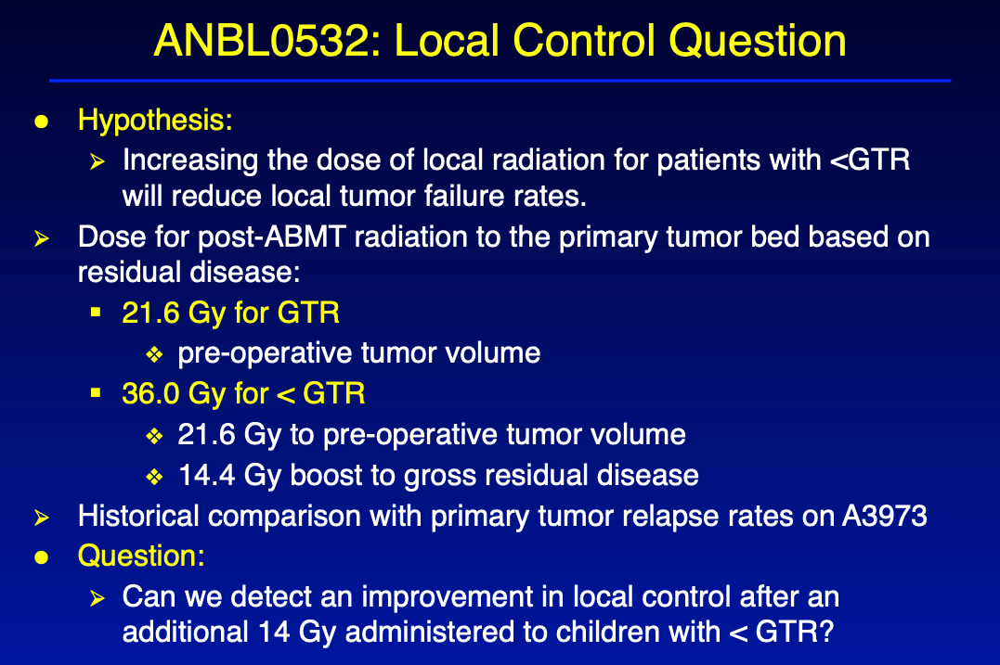 ANBL0532: Local Control Question
Hypothesis:
Increasing the dose of local radiation for patients with <GTR
will reduce local tumor failure rates.
Dose for post-ABMT radiation to the primary tumor bed based on
residual disease:
21.6 Gy for GTR
pre-operative tumor volume
36.0 Gy for < GTR
21.6 Gy to pre-operative tumor volume
14.4 Gy boost to gross residual disease
Historical comparison with primary tumor relapse rates on A3973
Question:
Can we detect an improvement in local control after an
additional 14 Gy administered to children with < GTR?